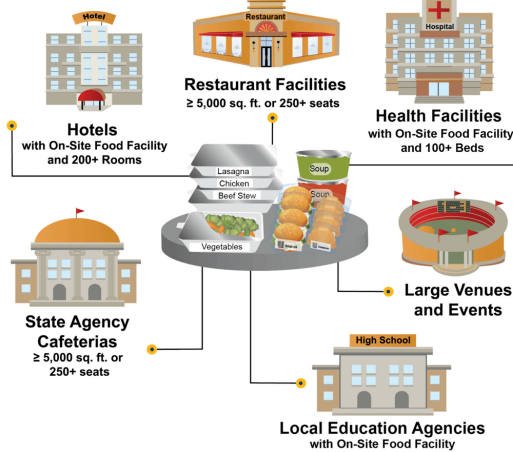 Hotel
Restaurant
Hospital
Restaurant Facilities
≥ 5,000 sq. ft. or 250+ seats
Hotels
with On-Site Food Facility
and 200+ Rooms
Health Facilities
with On-Site Food Facility
and 100+ Beds
Lasagna
Chicken
Beef Stew
Vegetables
Soup
Soup
State Agency
Cafeterias
≥ 5,000 sq. ft. or
250+ seats
Large Venues
and Events
High School
Local Education Agencies
with On-Site Food Facility